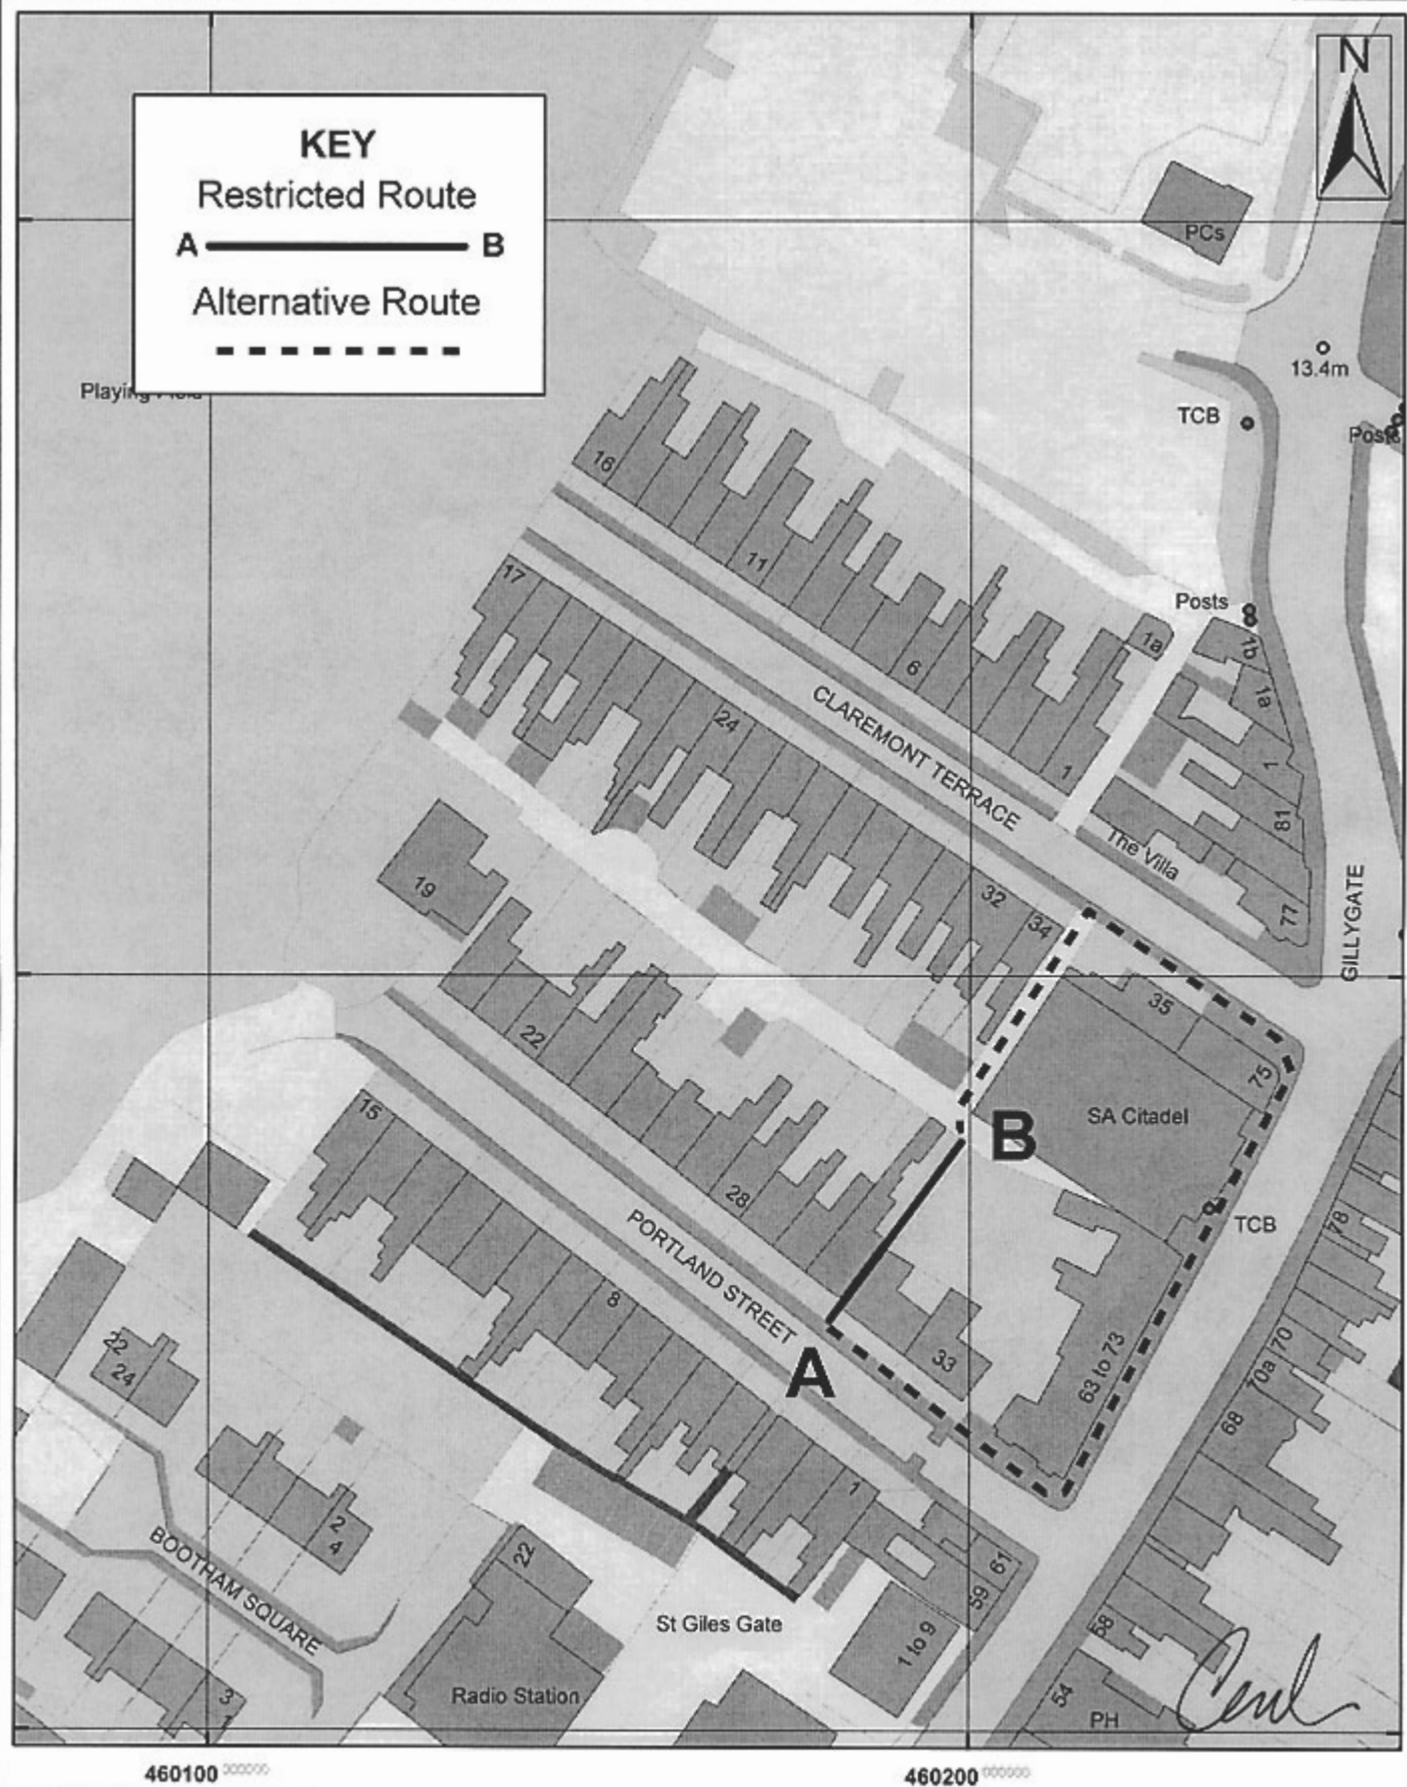 N
KEY
Restricted Route
A B
Alternative Route
PCs
13.4m
TCB
Posts
16
11
17
Posts
1b
1a
1a
6
24
CLAREMONT TERRACE
1
81
The Villa
19
32
34
77
GILLYGATE
35
22
75
SA Citadel
15
B
28
TCB
78
PORTLAND STREET
8
A
33
63 to 73
22
24
70
70a
68
1
2
4
BOOTHAM SQUARE
22
61
59
St Giles Gate
1 to 9
58
Radio Station
3
54
PH
460100
460200